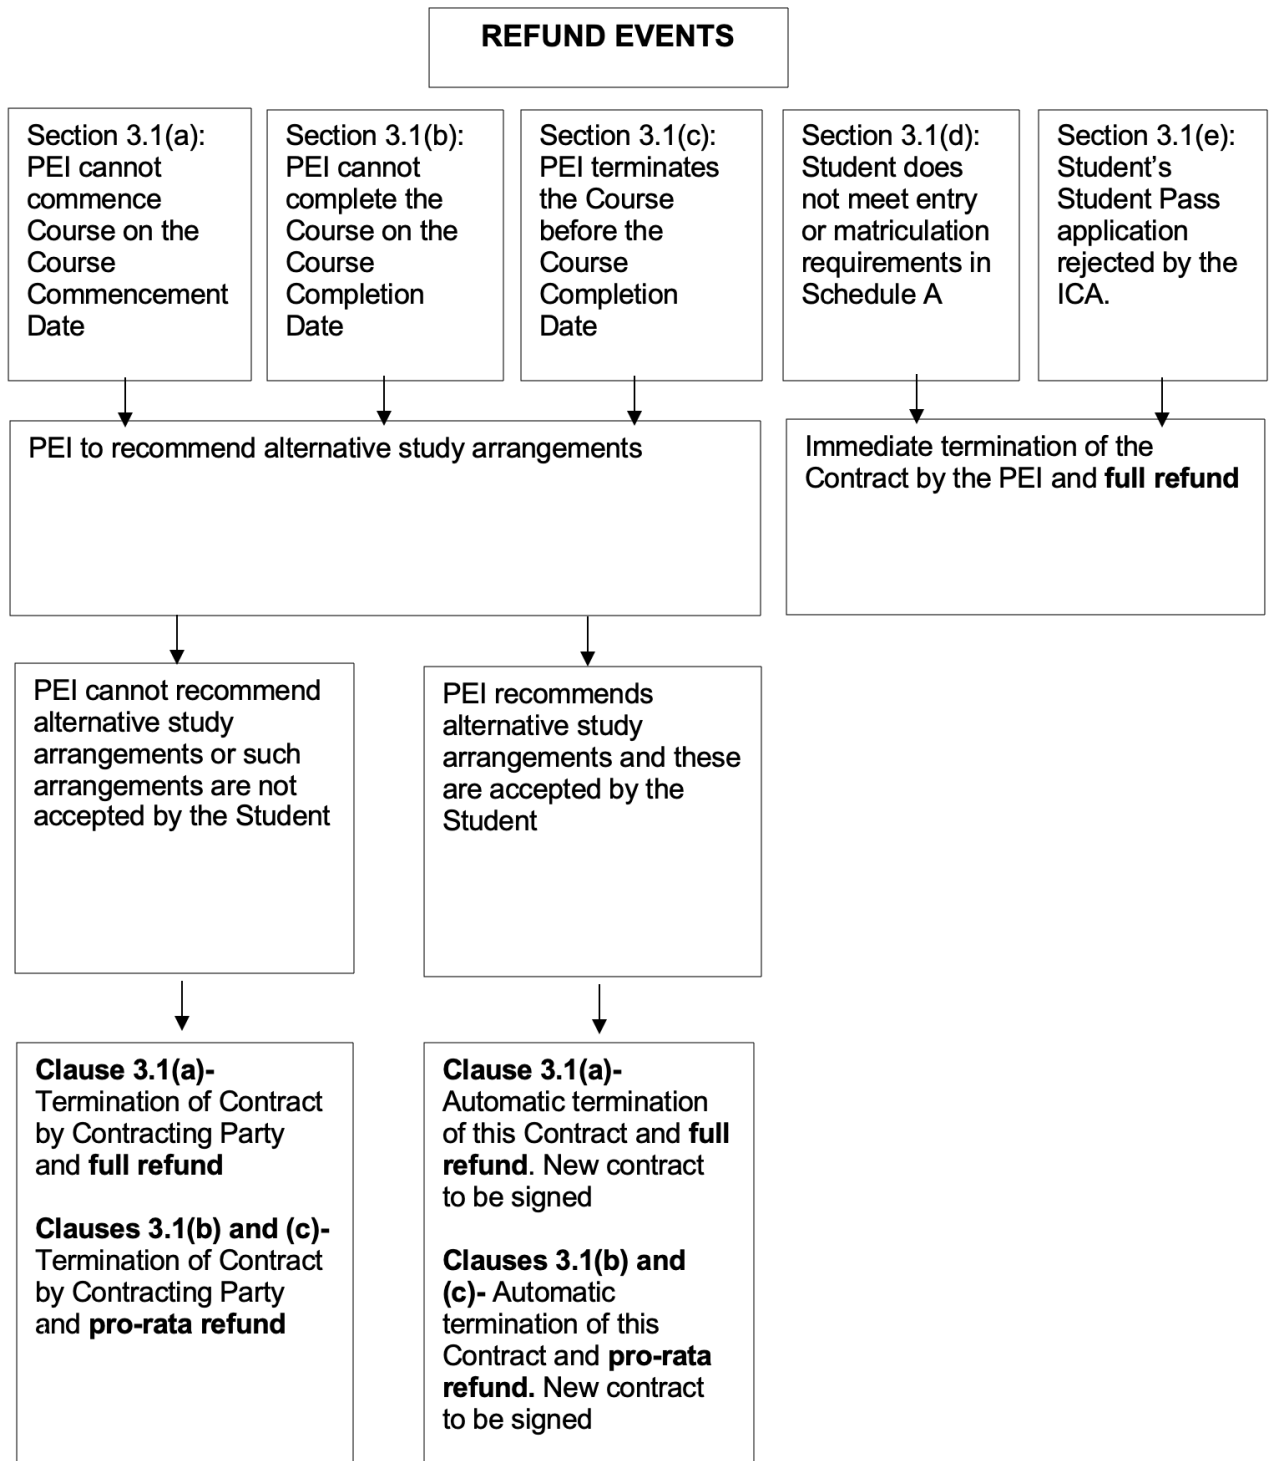 REFUND EVENTS
Section 3.1(a):
PEI cannot
commence
Course on the
Course
Commencement
Date
Section 3.1(b):
PEI cannot
complete the
Course on the
Course
Completion
Date
Section 3.1(c):
PEI terminates
the Course
before the
Course
Completion
Date
Section 3.1(d):
Student does
not meet entry
or matriculation
requirements in
Schedule A
Section 3.1(e):
Student’s
Student Pass
application
rejected by the
ICA.
PEI to recommend alternative study arrangements
Immediate termination of the
Contract by the PEI and full refund
PEI cannot recommend
alternative study
arrangements or such
arrangements are not
accepted by the Student
PEI recommends
alternative study
arrangements and these
are accepted by the
Student
Clause 3.1(a)-
Termination of Contract
by Contracting Party
and full refund
Clauses 3.1(b) and (c)-
Termination of Contract
by Contracting Party
and pro-rata refund
Clause 3.1(a)-
Automatic termination
of this Contract and full
refund. New contract
to be signed
Clauses 3.1(b) and
(c)- Automatic
termination of this
Contract and pro-rata
refund. New contract
to be signed